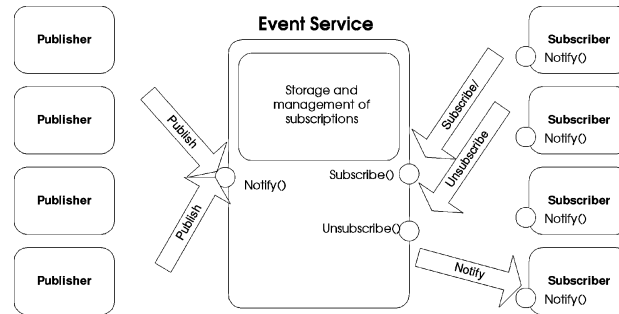 Event Service
Publisher
Publisher
Publisher
Publisher
Publish
Publish
Storage and
management of
subscriptions
Notify()
Subscribe()
Unsubscribe()
Subscribe/
Unsubscribe
Notify
Subscriber
Notify()
Subscriber
Notify()
Subscriber
Notify()
Subscriber
Notify()